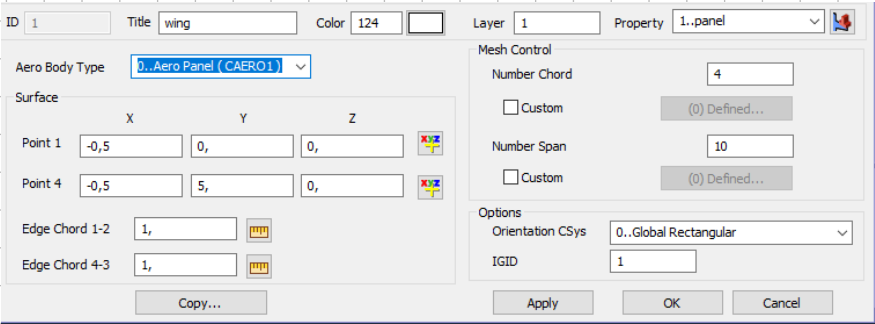 ID 1 Title wing Color 124 Layer 1 Property 1..panel
Aero Body Type 0..Aero Panel (CAERO1)
Surface
X Y Z
Point 1 -0,5 0, 0,
Point 4 -0,5 5, 0,
Edge Chord 1-2 1,
Edge Chord 4-3 1,
Copy...
Mesh Control
Number Chord 4
Custom (0) Defined...
Number Span 10
Custom (0) Defined...
Options
Orientation CSys 0..Global Rectangular
IGID 1
Apply OK Cancel